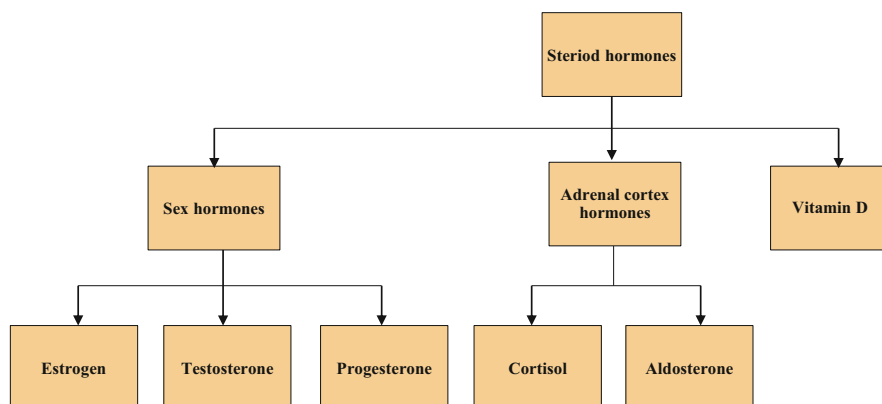 Steriod hormones
Sex hormones
Adrenal cortex
hormones
Vitamin D
Estrogen
Testosterone
Progesterone
Cortisol
Aldosterone